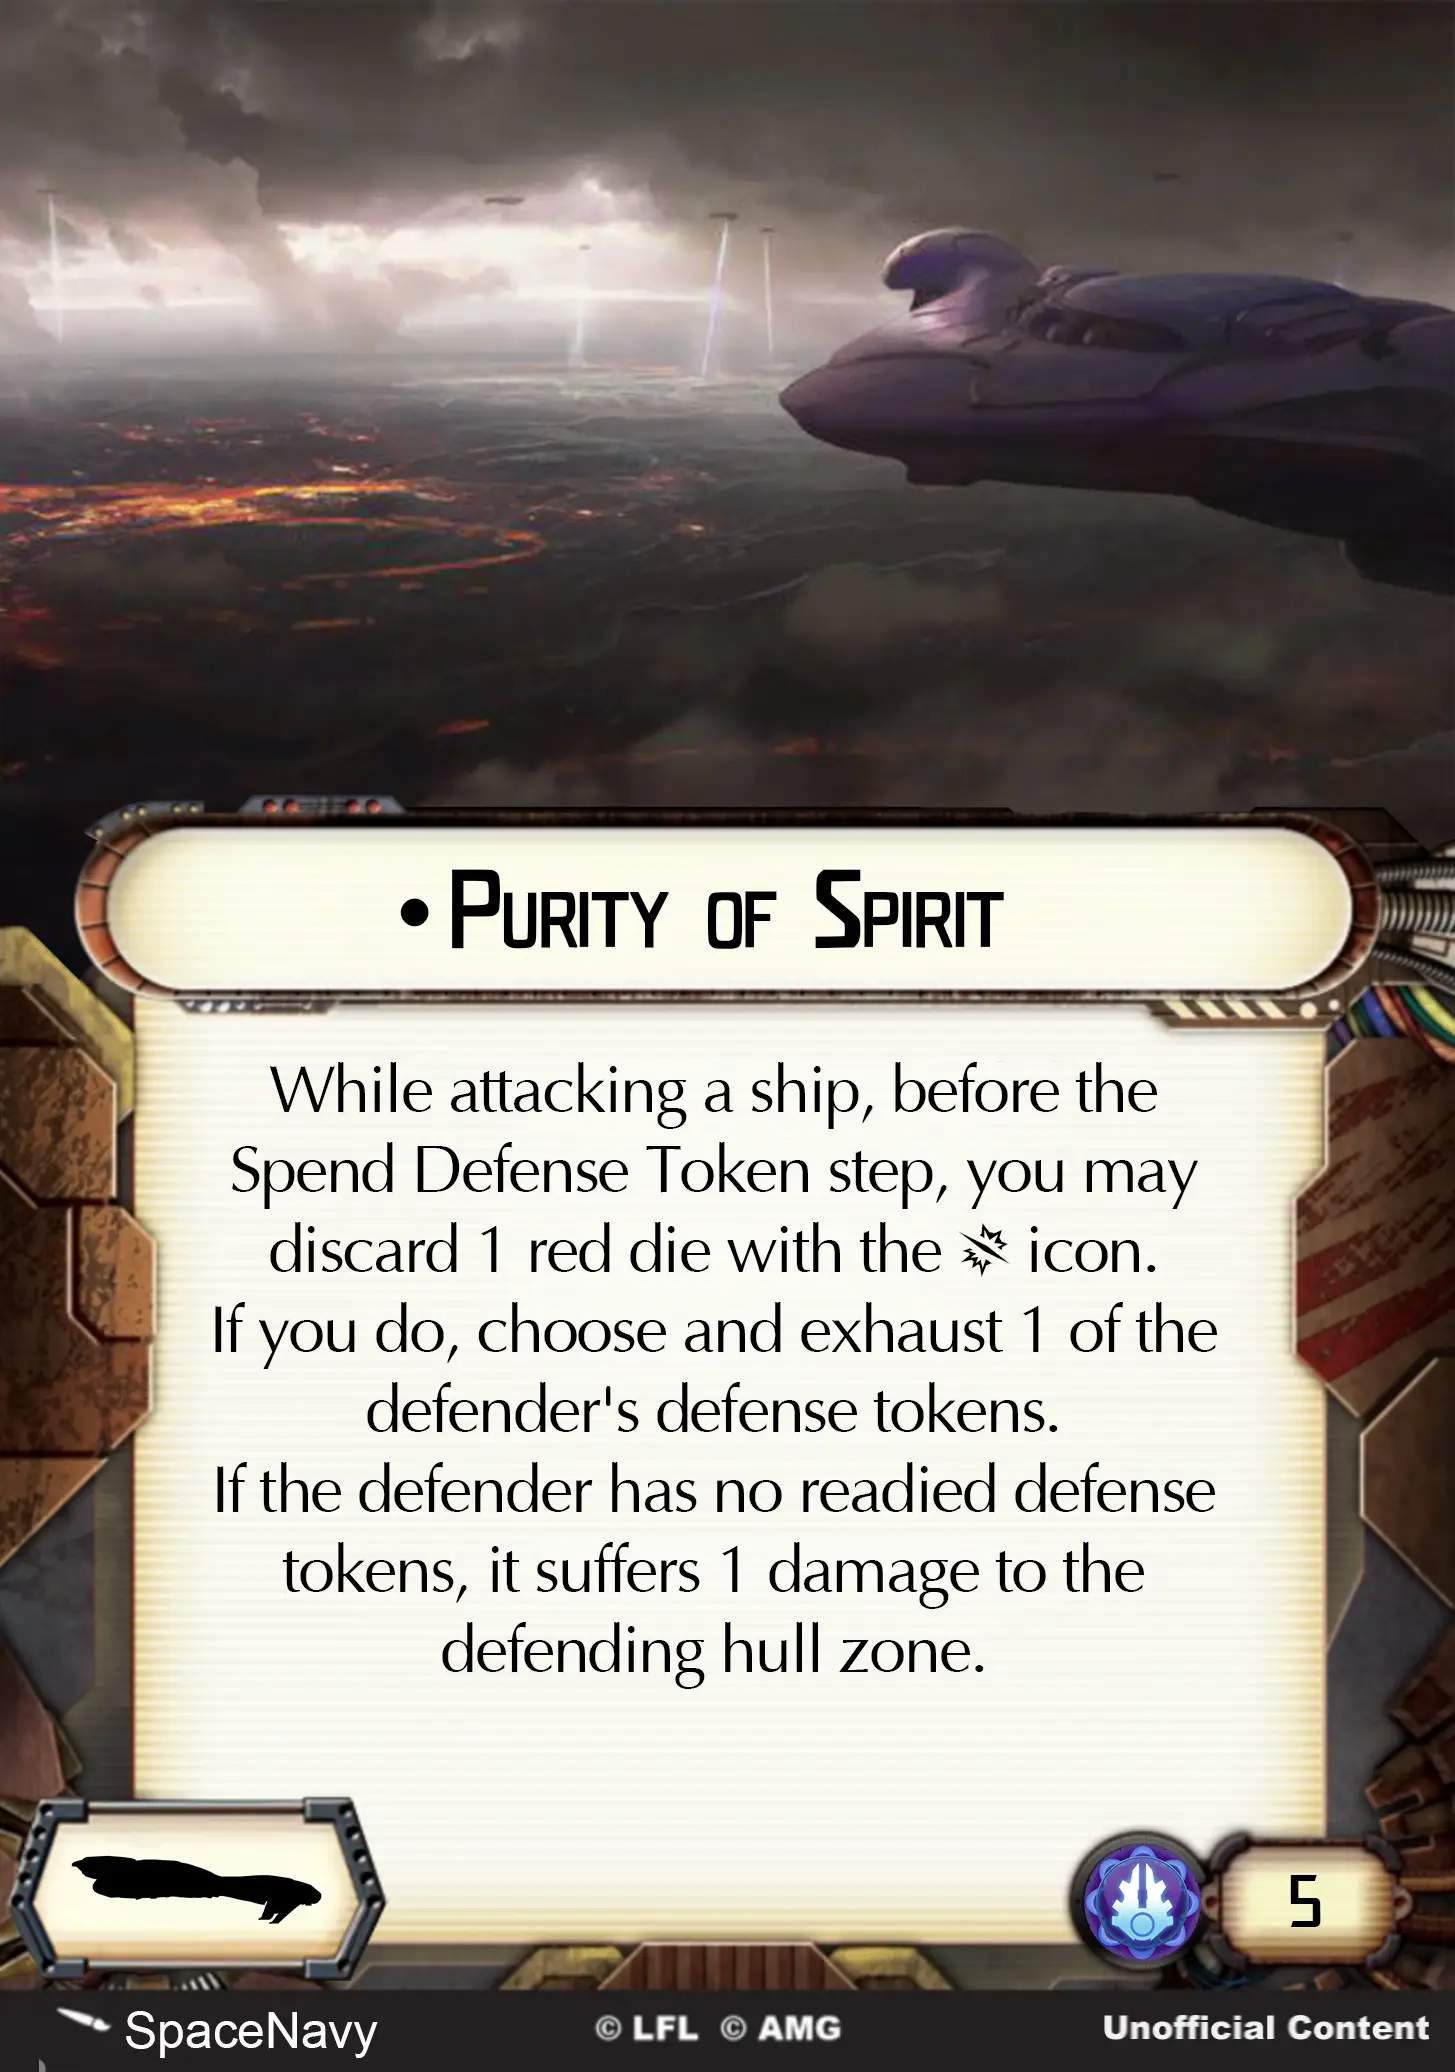 • Purity of Spirit
While attacking a ship, before the
Spend Defense Token step, you may
discard 1 red die with the icon.
If you do, choose and exhaust 1 of the
defender's defense tokens.
If the defender has no readied defense
tokens, it suffers 1 damage to the
defending hull zone.
5
SpaceNavy
© LFL © AMG
Unofficial Content